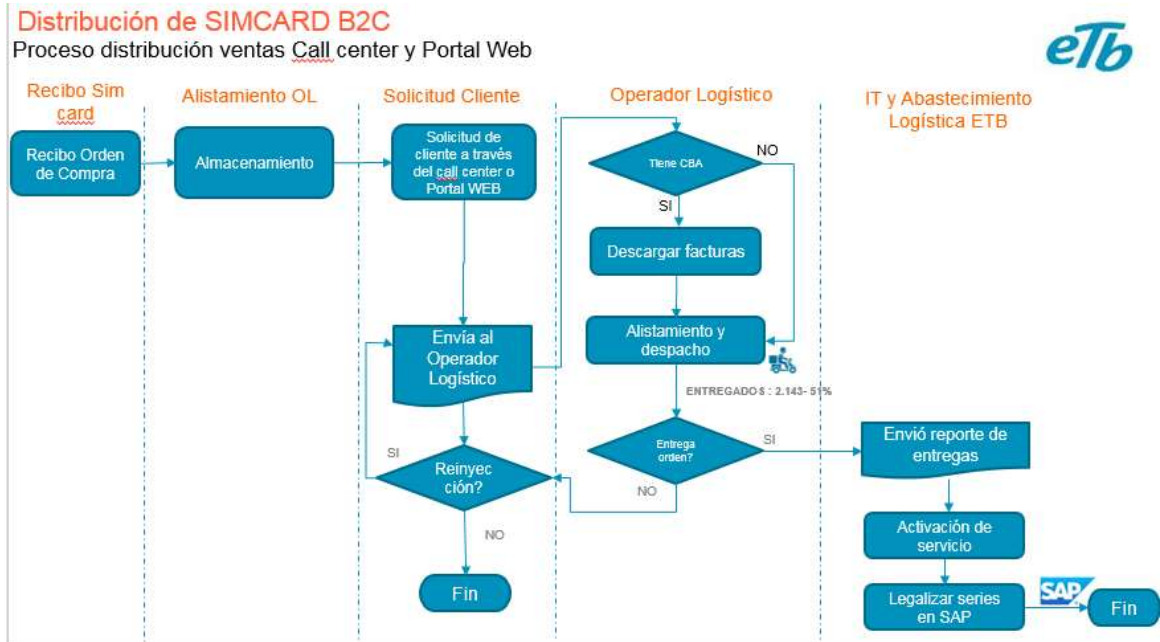 Distribución de SIMCARD B2C
Proceso distribución ventas Call center y Portal Web
eTb
Recibo Sim
card
Alistamiento OL
Solicitud Cliente
Operador Logístico
IT y Abastecimiento
Logística ETB
Recibo Orden
de Compra
Almacenamiento
Solicitud de
cliente a través
del call center o
Portal WEB
Tiene CBA
NO
SI
Descargar facturas
Alistamiento y
despacho
Envía al
Operador
Logístico
ENTREGADOS : 2.143- 51%
Entrega
orden?
SI
NO
Envió reporte de
entregas
SI
Reinyec
ción?
NO
Fin
Activación de
servicio
Legalizar series
en SAP
SAP
Fin